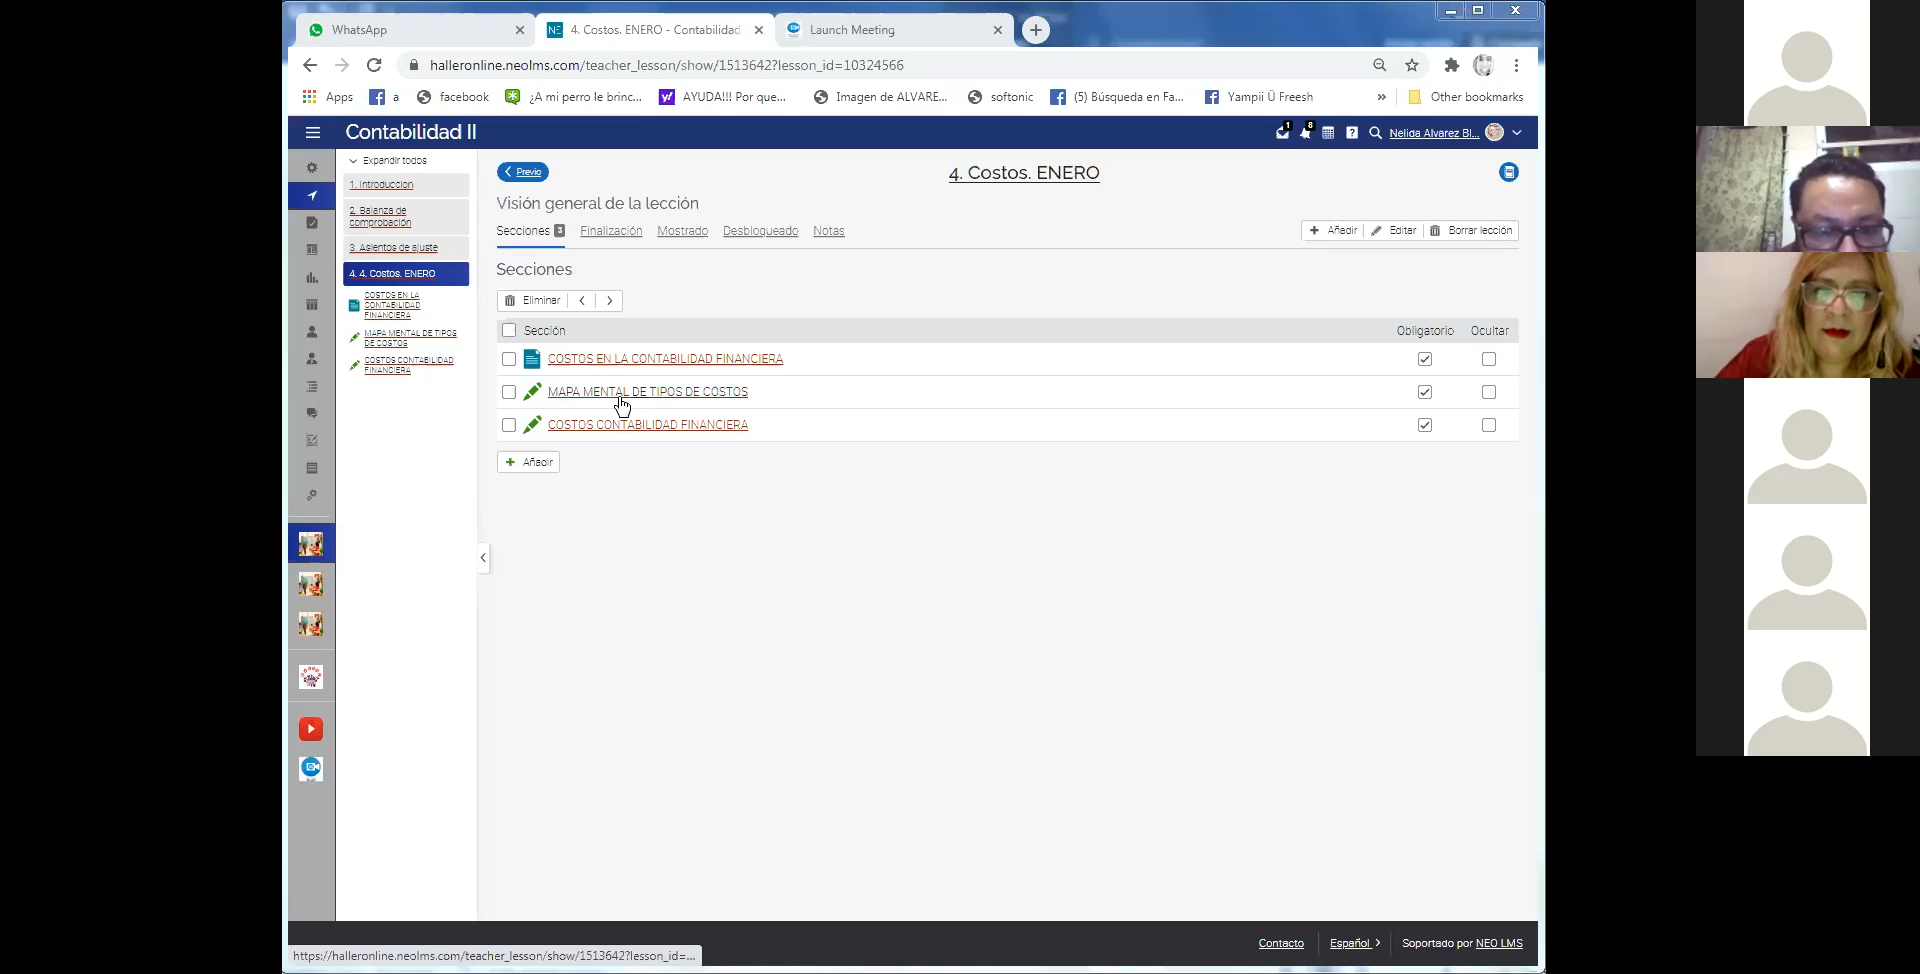 WhatsApp
4. Costos. ENERO - Contabilidad
Launch Meeting
halleronline.neolms.com/teacher_lesson/show/1513642?lesson_id=10324566
Apps
a
facebook
¿A mi perro le brinc...
AYUDA!!! Por que...
Imagen de ALVARE...
softonic
(5) Búsqueda en Fa...
Yampii Ü Freesh
»
Other bookmarks
Contabilidad II
1
8
Nelida Alvarez Bl...
Expandir todos
1. Introduccion
2. Balanza de
comprobación
3. Asientos de ajuste
4. 4. Costos. ENERO
COSTOS EN LA
CONTABILIDAD
FINANCIERA
MAPA MENTAL DE TIPOS
DE COSTOS
COSTOS CONTABILIDAD
FINANCIERA
Previo
4. Costos. ENERO
Visión general de la lección
Secciones 3
Finalización
Mostrado
Desbloqueado
Notas
Añadir
Editar
Borrar lección
Secciones
Eliminar
Sección
Obligatorio
Ocultar
COSTOS EN LA CONTABILIDAD FINANCIERA
MAPA MENTAL DE TIPOS DE COSTOS
COSTOS CONTABILIDAD FINANCIERA
Añadir
Contacto
Español
Soportado por NEO LMS
https://halleronline.neolms.com/teacher_lesson/show/1513642?lesson_id=...